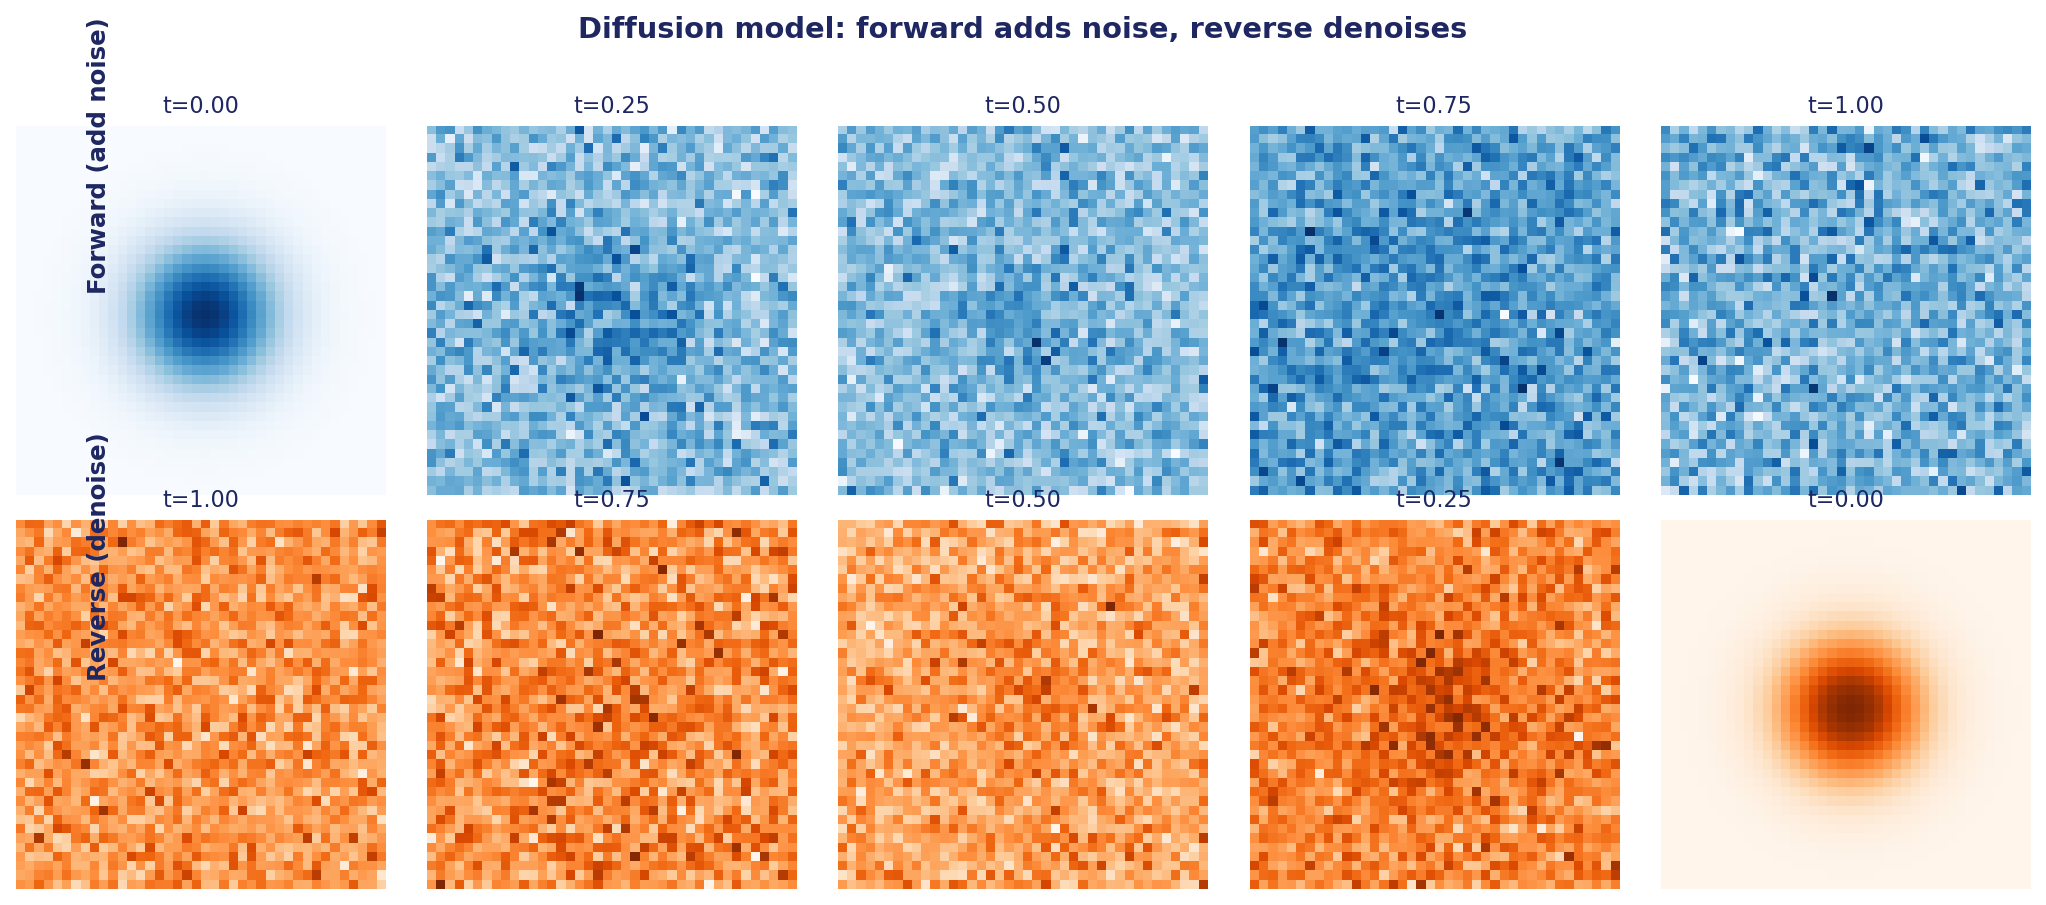 Diffusion model: forward adds noise, reverse denoises
Forward (add noise)
t=0.00
t=0.25
t=0.50
t=0.75
t=1.00
Reverse (denoise)
t=1.00
t=0.75
t=0.50
t=0.25
t=0.00